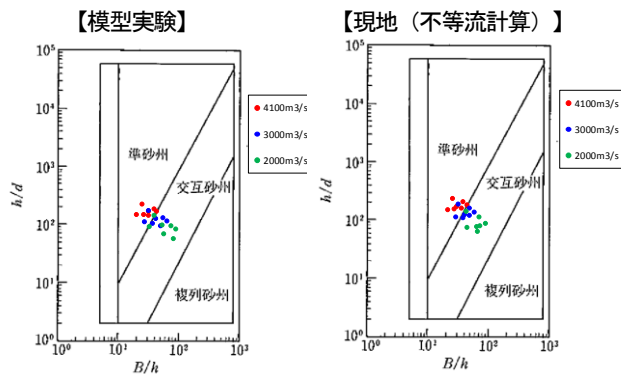 【模型実験】
10⁵
10⁴
10³
10²
10¹
10⁰
h/d
準砂州
交互砂州
複列砂州
10⁰
10¹
10²
10³
B/h
4100m3/s
3000m3/s
2000m3/s
【現地（不等流計算）】
10⁵
10⁴
10³
10²
10¹
10⁰
h/d
準砂州
交互砂州
複列砂州
10⁰
10¹
10²
10³
B/h
4100m3/s
3000m3/s
2000m3/s